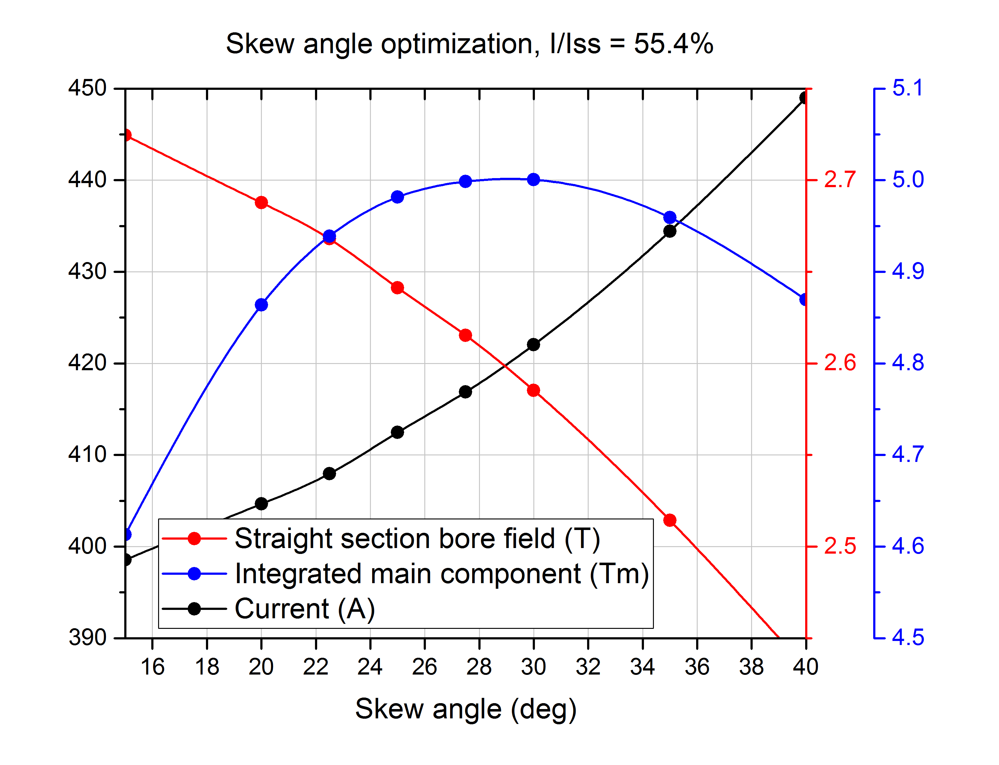 Skew angle optimization, I/Iss = 55.4%
450
440
430
420
410
400
390
2.7
2.6
2.5
5.1
5.0
4.9
4.8
4.7
4.6
4.5
Straight section bore field (T)
Integrated main component (Tm)
Current (A)
16 18 20 22 24 26 28 30 32 34 36 38 40
Skew angle (deg)